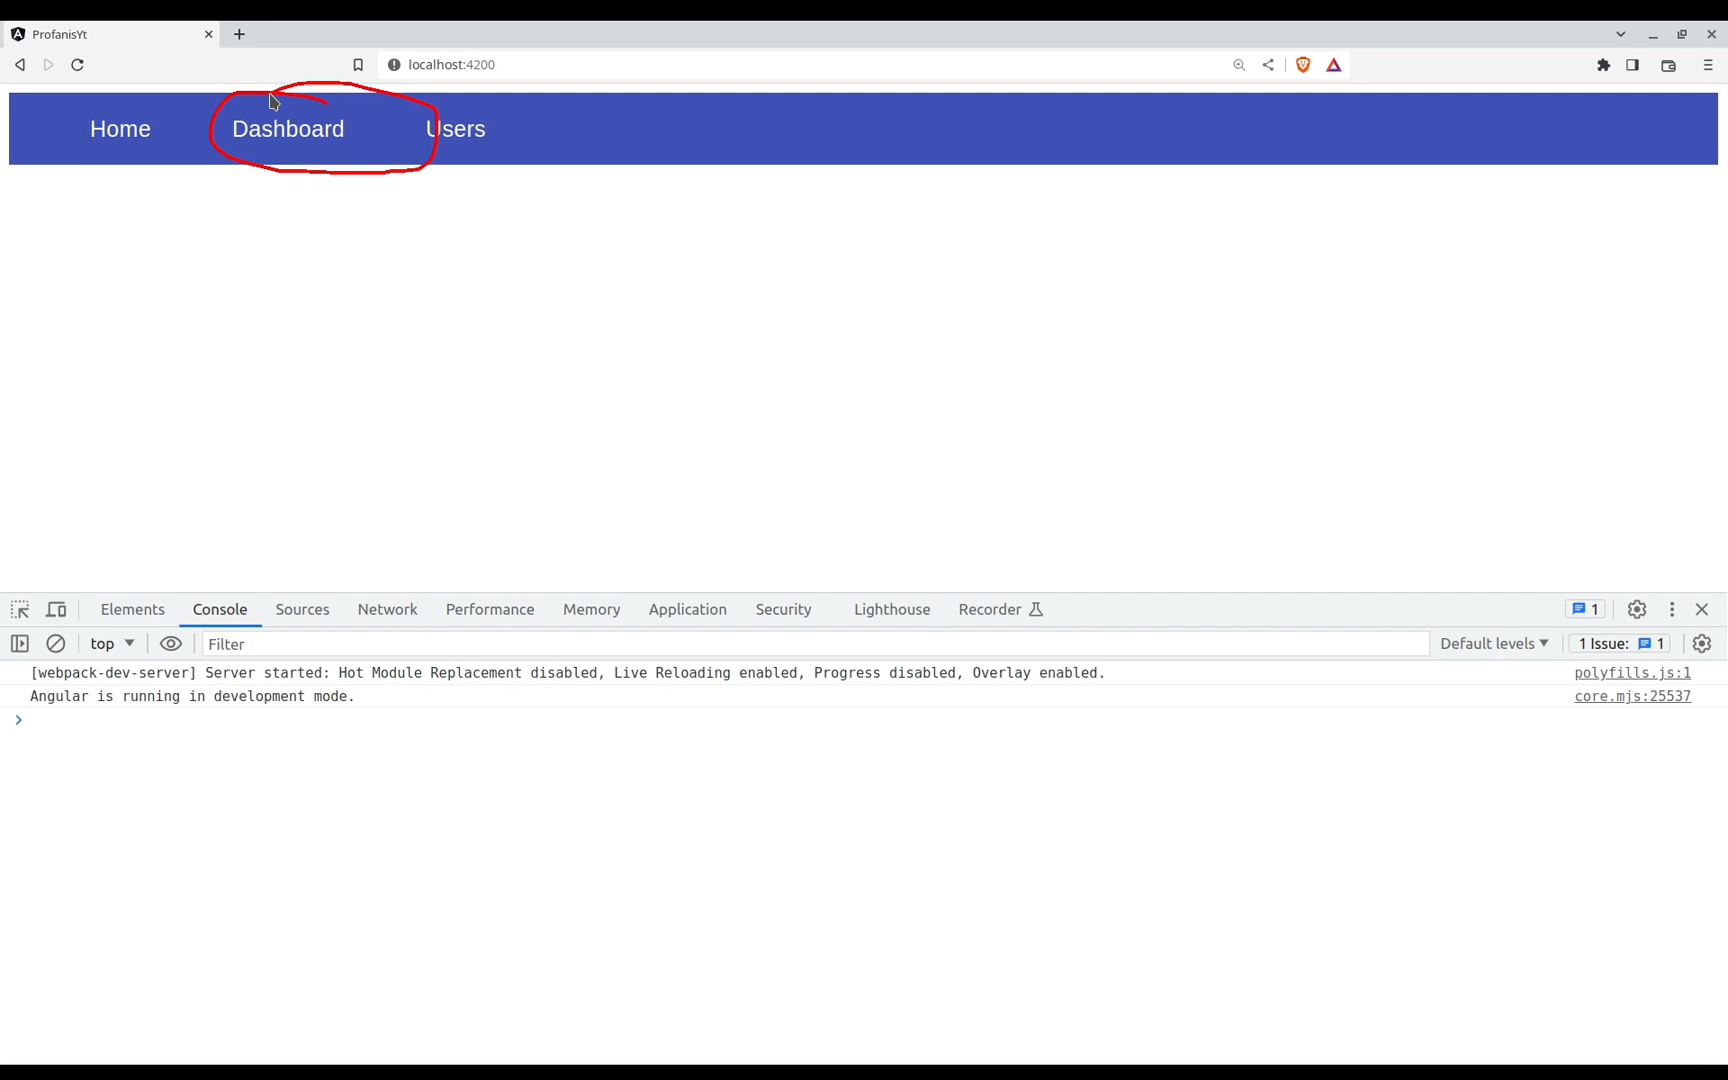 ProfanisYt
localhost:4200
Home Dashboard Users
Elements Console Sources Network Performance Memory Application Security Lighthouse Recorder 1
top Filter Default levels 1 Issue: 1
[webpack-dev-server] Server started: Hot Module Replacement disabled, Live Reloading enabled, Progress disabled, Overlay enabled. polyfills.js:1
Angular is running in development mode. core.mjs:25537